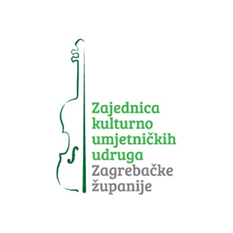 Zajednica
kulturno
umjetničkih
udruga
Zagrebačke
županije